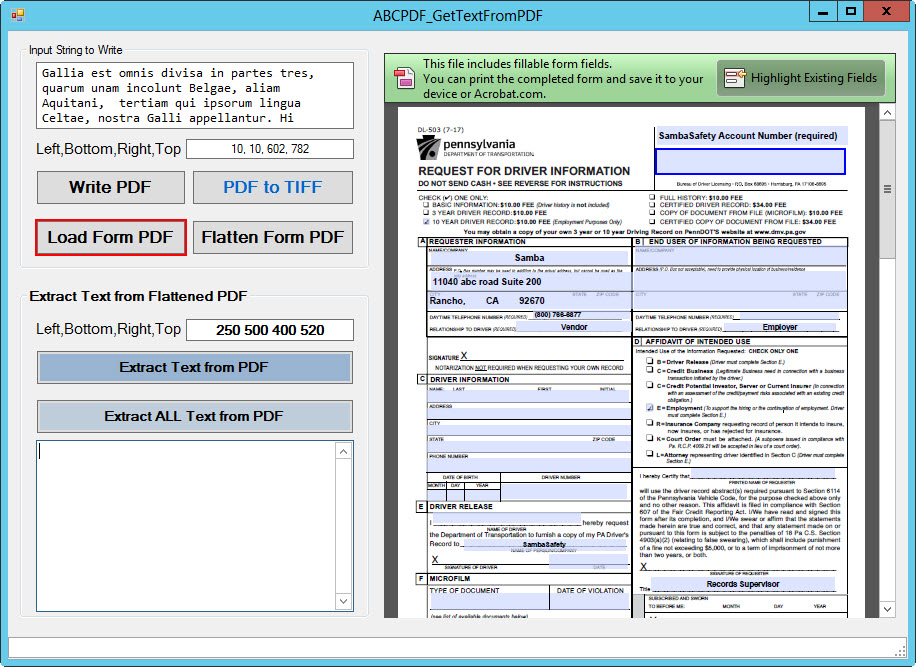 ABCPDF_GetTextFromPDF
Input String to Write
Gallia est omnis divisa in partes tres,
quarum unam incolunt Belgae, aliam
Aquitani,  tertiam qui ipsorum lingua
Celtae, nostra Galli appellantur. Hi
Left,Bottom,Right,Top
10, 10, 602, 782
Write PDF
PDF to TIFF
Load Form PDF
Flatten Form PDF
Extract Text from Flattened PDF
Left,Bottom,Right,Top
250 500 400 520
Extract Text from PDF
Extract ALL Text from PDF
This file includes fillable form fields.
You can print the completed form and save it to your
device or Acrobat.com.
Highlight Existing Fields
DL-503 (7-17)
pennsylvania
DEPARTMENT OF TRANSPORTATION
SambaSafety Account Number (required)
REQUEST FOR DRIVER INFORMATION
DO NOT SEND CASH • SEE REVERSE FOR INSTRUCTIONS
Bureau of Driver Licensing • P.O. Box 68695 • Harrisburg, PA 17106-8695
CHECK (✔) ONE ONLY:
BASIC INFORMATION: $10.00 FEE (Driver history is not included)
3 YEAR DRIVER RECORD: $10.00 FEE
10 YEAR DRIVER RECORD: $10.00 FEE (Employment Purposes Only)
FULL HISTORY: $10.00 FEE
CERTIFIED DRIVER RECORD: $34.00 FEE
COPY OF DOCUMENT FROM FILE (MICROFILM): $10.00 FEE
CERTIFIED COPY OF DOCUMENT FROM FILE: $34.00 FEE
You may obtain a copy of your own 3 year or 10 year Driving Record on PennDOT'S website at www.dmv.pa.gov
A REQUESTER INFORMATION
NAME/COMPANY
Samba
ADDRESS P.O. Box number may be used in addition to the actual address, but cannot be used as the
11040 abc road Suite 200
STATE ZIP CODE
Rancho, CA 92670
DAYTIME TELEPHONE NUMBER (REQUIRED) (800) 766-6877
RELATIONSHIP TO DRIVER (REQUIRED) Vendor
SIGNATURE X
NOTARIZATION NOT REQUIRED WHEN REQUESTING YOUR OWN RECORD
B END USER OF INFORMATION BEING REQUESTED
NAME/COMPANY
ADDRESS (P.O. Box not acceptable), need to provide physical location of business/residence
CITY STATE ZIP CODE
DAYTIME TELEPHONE NUMBER (REQUIRED)
RELATIONSHIP TO DRIVER (REQUIRED) Employer
C DRIVER INFORMATION
NAME: LAST FIRST INITIAL
ADDRESS
CITY
STATE ZIP CODE
PHONE NUMBER
DATE OF BIRTH DRIVER NUMBER
MONTH DAY YEAR
D AFFIDAVIT OF INTENDED USE
Intended Use of the Information Requested: CHECK ONLY ONE
B = Driver Release (Driver must complete Section E.)
C = Credit Business (Legitimate Business need in connection with a business
transaction initiated by the driver.)
C = Credit Potential Investor, Server or Current Insurer (In connection
with an assessment of the credit/payment risks associated with an existing credit
obligation.)
E = Employment (To support the hiring or the continuation of employment. Driver
must complete Section E.)
R = Insurance Company requesting record of person it intends to insure,
now insures, or has rejected for insurance.
K = Court Order must be attached. (A subpoena issued in compliance with
Pa. R.C.P. 4009.21 will be accepted in lieu of a court order).
L = Attorney representing driver identified in Section C (Driver must complete
Section E.)
I hereby Certify that
PRINTED NAME OF REQUESTER
will use the driver record abstract(s) required pursuant to Section 6114
of the Pennsylvania Vehicle Code, for the purpose checked above only
and no other reason. This affidavit is filed in compliance with Section
607 of the Fair Credit Reporting Act. I/We have read and signed this
form after its completion, and I/We swear or affirm that the statements
made herein are true and correct, and that any statement made on or
pursuant to this form is subject to the penalties of 18 Pa C.S. Section
4903(a)(2) (relating to false swearing), which shall include punishment
of a fine not exceeding $5,000, or to a term of imprisonment of not more
than two years, or both.
X
SIGNATURE OF REQUESTER
Title Records Supervisor
SUBSCRIBED AND SWORN
TO BEFORE ME: MONTH DAY YEAR
E DRIVER RELEASE
I hereby request
NAME OF DRIVER
the Department of Transportation to furnish a copy of my PA Driver's
Record to SambaSafety
NAME OF PERSON/COMPANY
X
SIGNATURE OF DRIVER DATE
F MICROFILM
TYPE OF DOCUMENT DATE OF VIOLATION
(see list of available documents below)